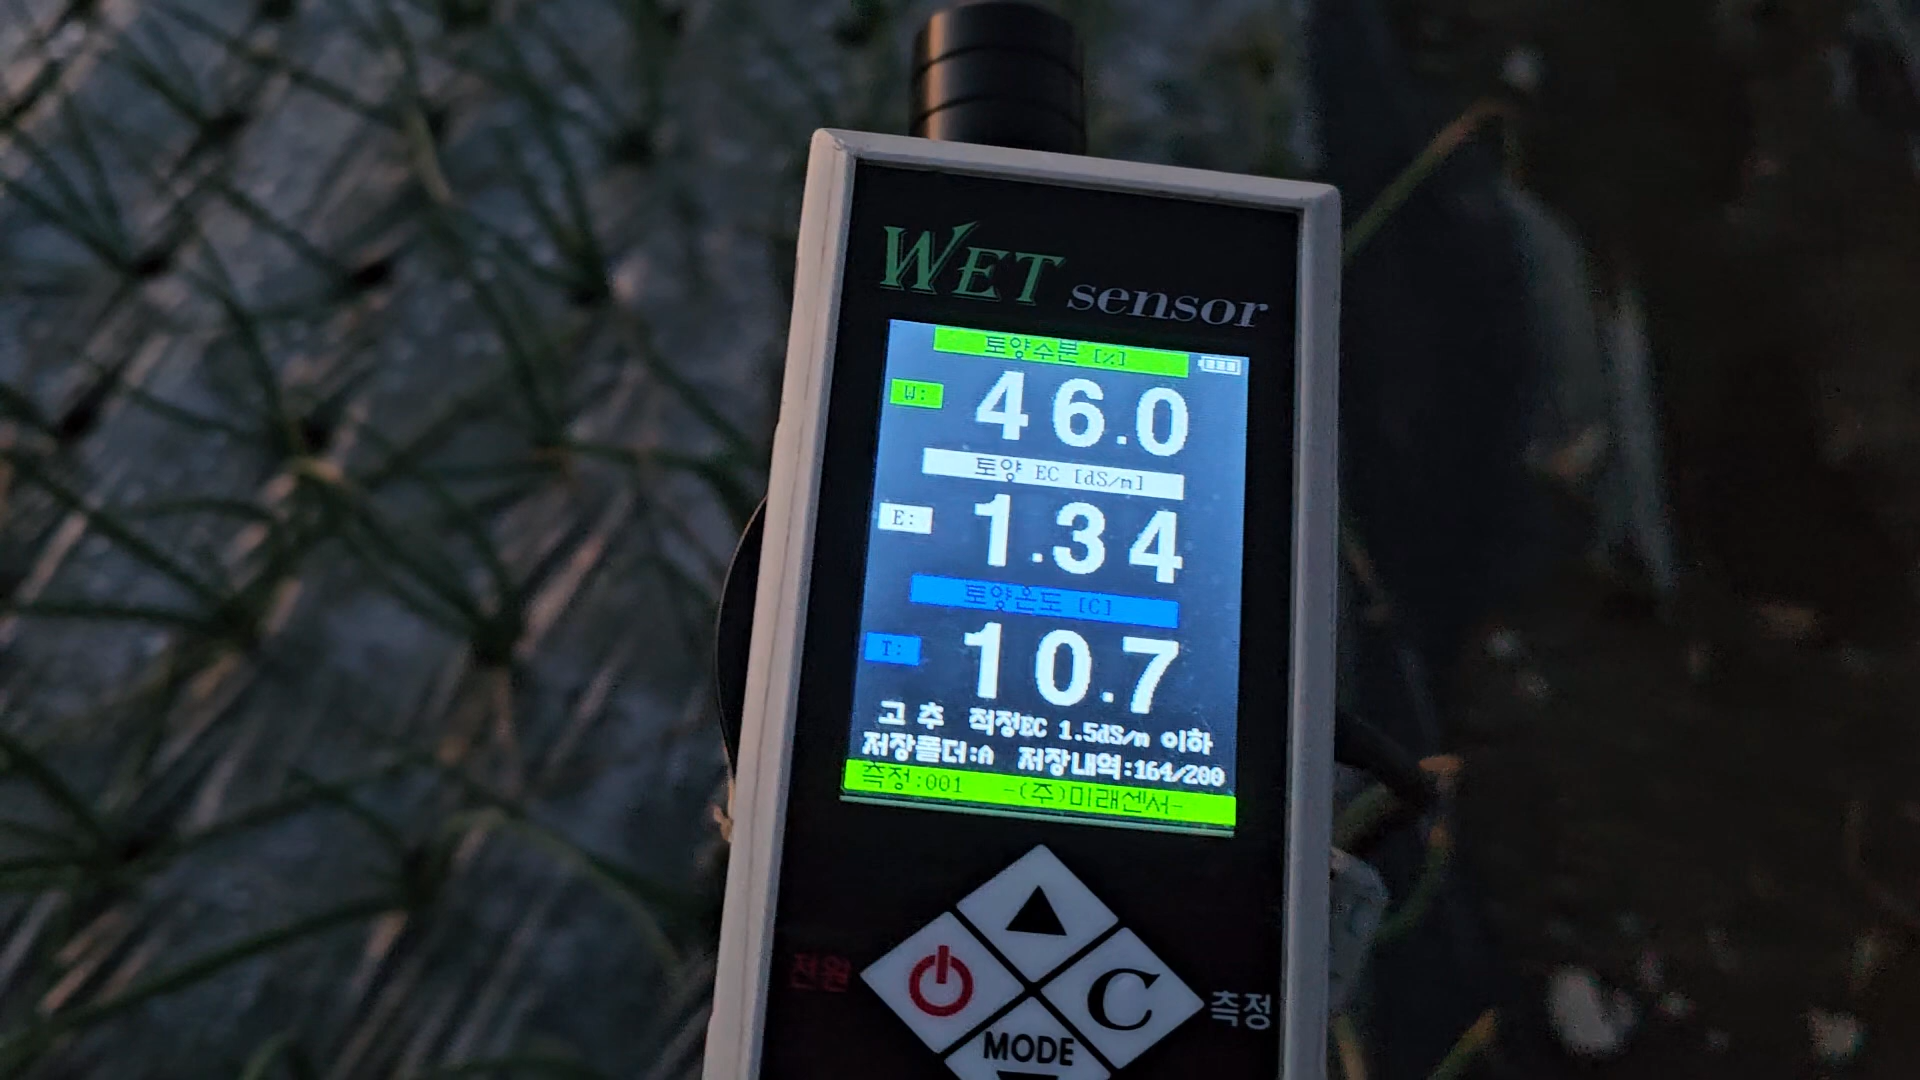 WET sensor
토양수분 [%]
W: 46.0
토양 EC [dS/m]
E: 1.34
토양온도 [C]
T: 10.7
고 추 적정EC 1.5dS/m 이하
저장폴더:A 저장내역:164/200
측정:001 -(주)미래센서-
전원
C
측정
MODE